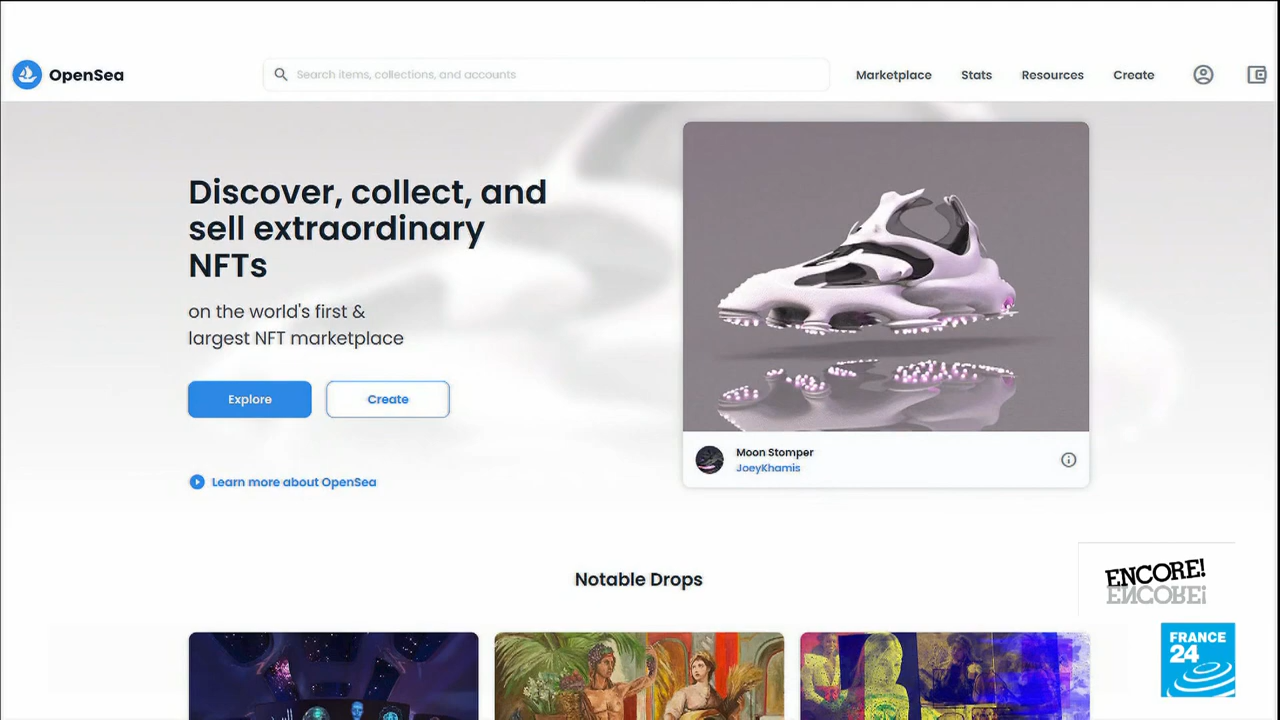 OpenSea
Search items, collections, and accounts
Marketplace
Stats
Resources
Create
Discover, collect, and
sell extraordinary
NFTs
on the world's first &
largest NFT marketplace
Explore
Create
Learn more about OpenSea
Moon Stomper
JoeyKhamis
Notable Drops
ENCORE!
ENCORE!
FRANCE
24